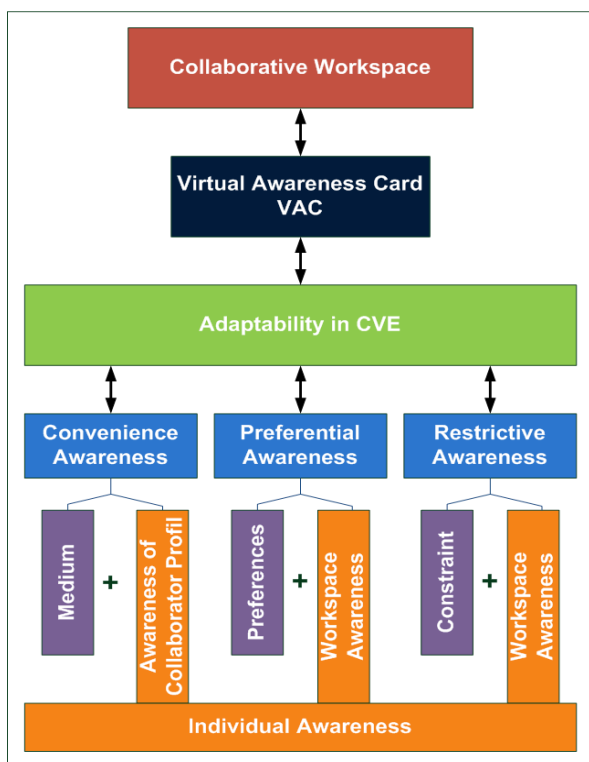 Collaborative Workspace
Virtual Awareness Card
VAC
Adaptability in CVE
Convenience
Awareness
Preferential
Awareness
Restrictive
Awareness
Medium
+
Awareness of
Collaborator Profil
Preferences
+
Workspace
Awareness
Constraint
+
Workspace
Awareness
Individual Awareness